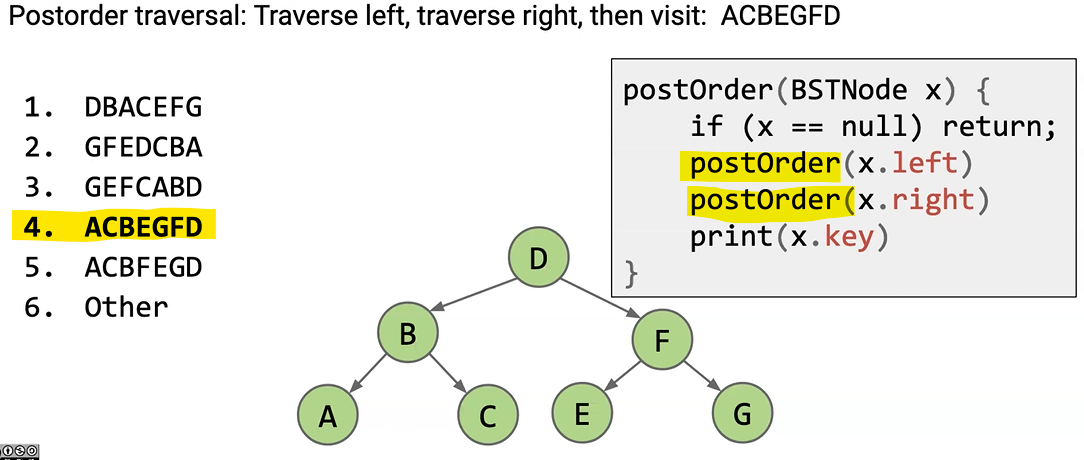 Postorder traversal: Traverse left, traverse right, then visit: ACBEGFD
1. DBACEFG
2. GFEDCBA
3. GEFCABD
4. ACBEGFD
5. ACBFEGD
6. Other
postOrder(BSTNode x) {
if (x == null) return;
postOrder(x.left)
postOrder(x.right)
print(x.key)
}
D
B
F
A
C
E
G